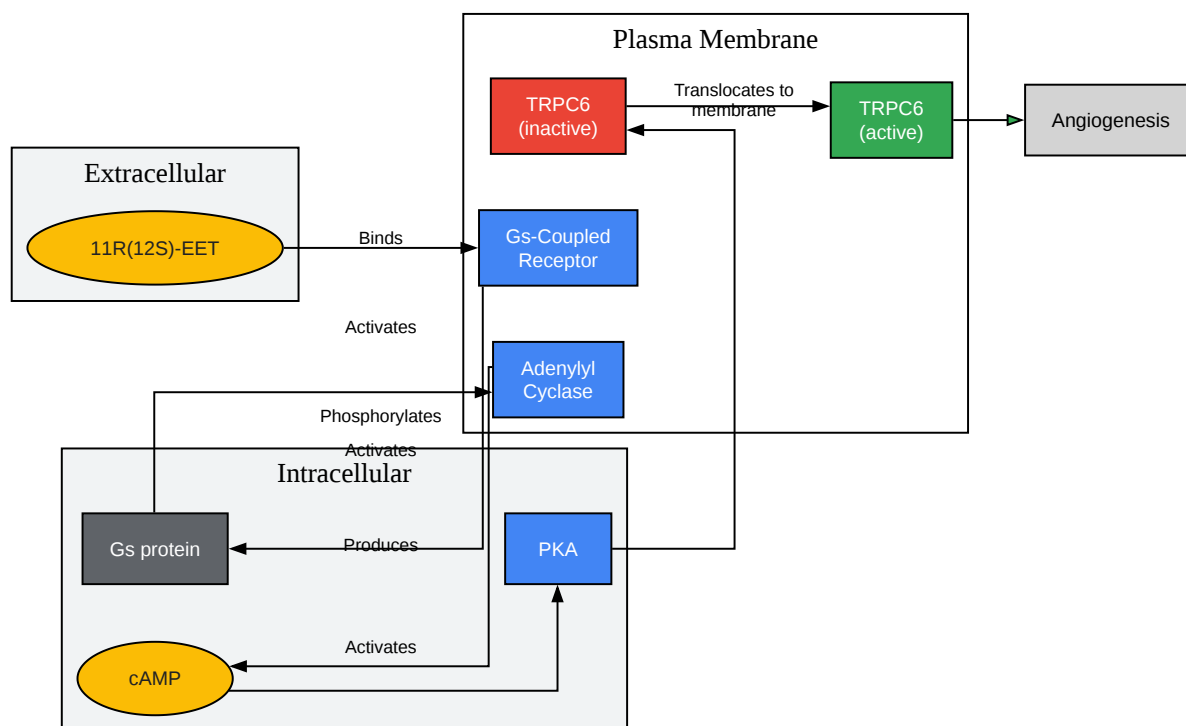 Plasma Membrane
TRPC6
(inactive)
Translocates to
membrane
TRPC6
(active)
Angiogenesis
Extracellular
11R(12S)-EET
Binds
Gs-Coupled
Receptor
Activates
Adenylyl
Cyclase
Phosphorylates
Activates
Intracellular
Gs protein
Produces
PKA
Activates
cAMP